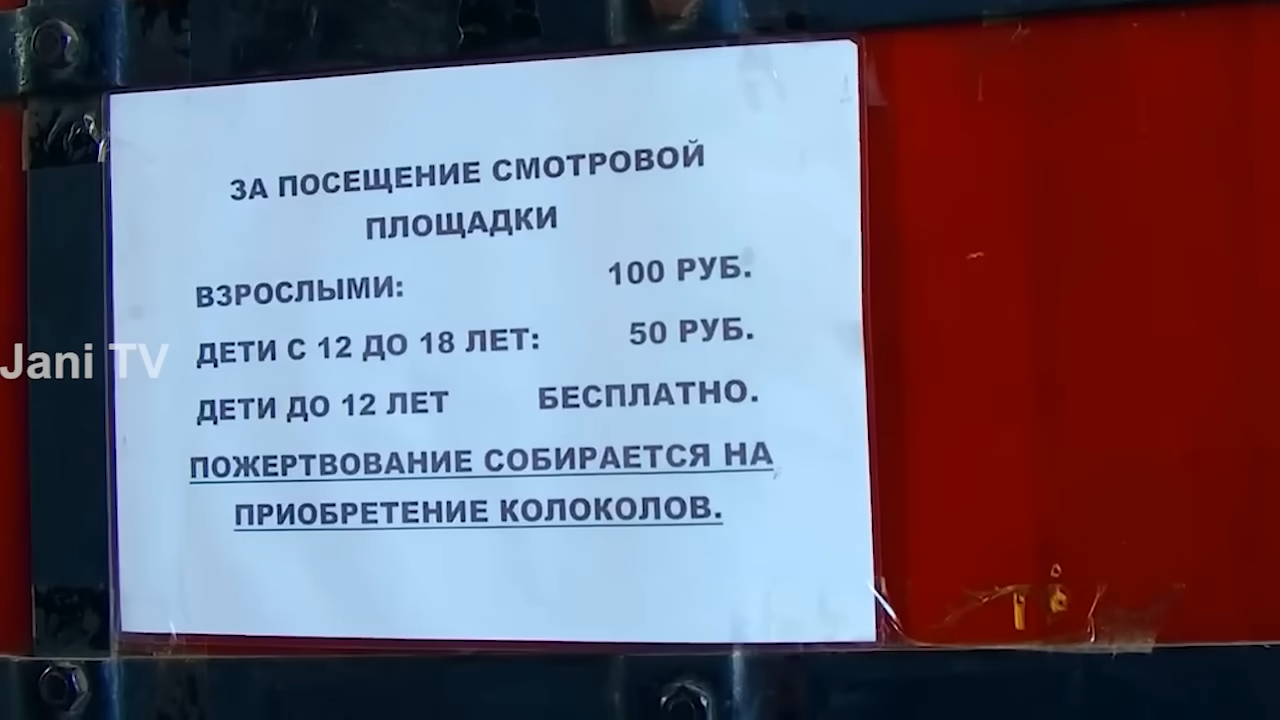 ЗА ПОСЕЩЕНИЕ СМОТРОВОЙ
ПЛОЩАДКИ
ВЗРОСЛЫМИ: 100 РУБ.
ДЕТИ С 12 ДО 18 ЛЕТ: 50 РУБ.
Jani TV
ДЕТИ ДО 12 ЛЕТ БЕСПЛАТНО.
ПОЖЕРТВОВАНИЕ СОБИРАЕТСЯ НА
ПРИОБРЕТЕНИЕ КОЛОКОЛОВ.